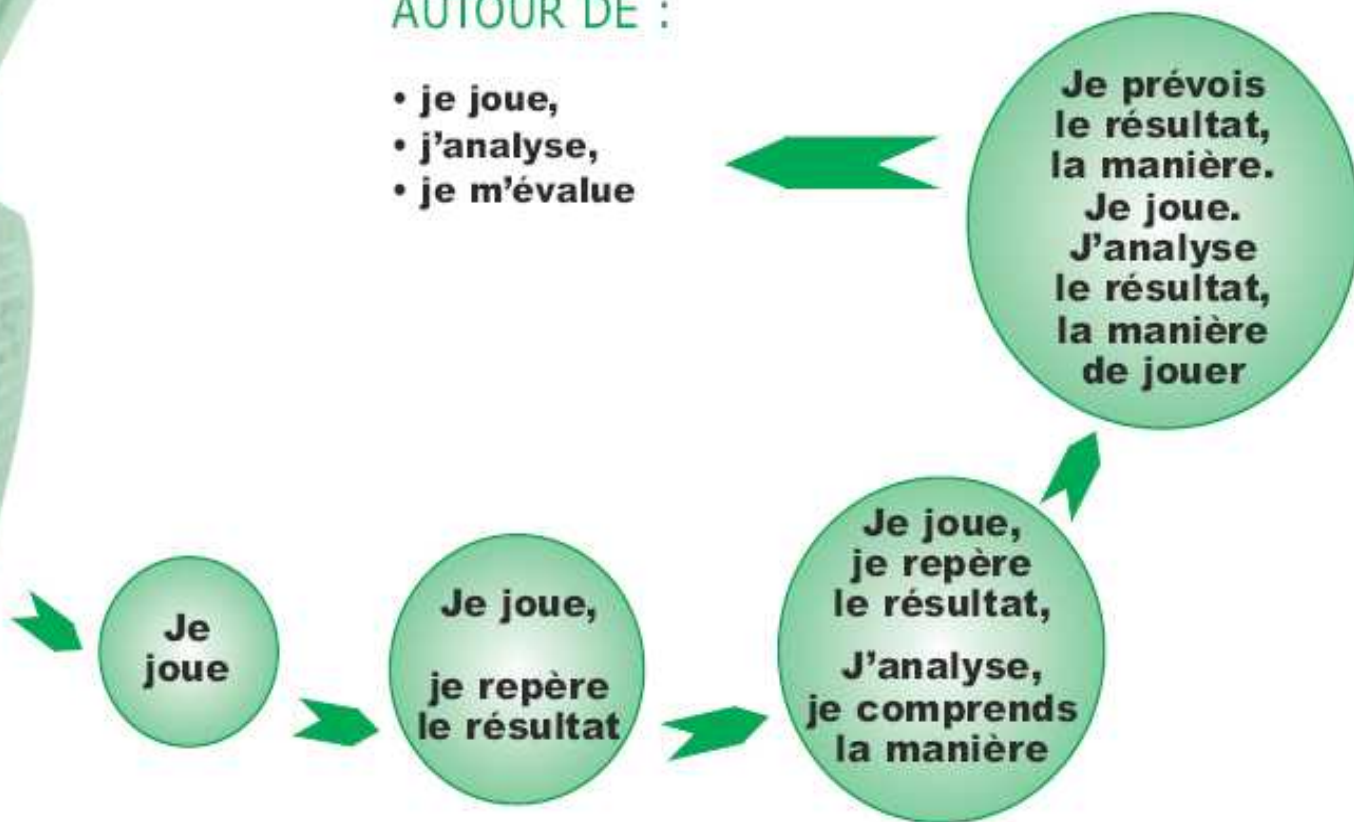 AUTOUR DE :
• je joue,
• j'analyse,
• je m'évalue
Je prévois
le résultat,
la manière.
Je joue.
J'analyse
le résultat,
la manière
de jouer
Je joue,
je repère
le résultat,
J'analyse,
je comprends
la manière
Je joue,
je repère
le résultat
Je
joue